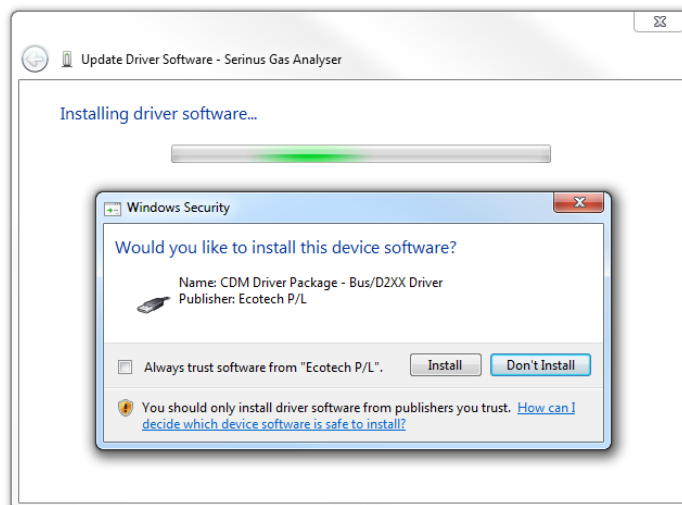 Update Driver Software - Serinus Gas Analyser
Installing driver software...
Windows Security
Would you like to install this device software?
Name: CDM Driver Package - Bus/D2XX Driver
Publisher: Ecotech P/L
Always trust software from "Ecotech P/L".
Install
Don't Install
You should only install driver software from publishers you trust. How can I
decide which device software is safe to install?